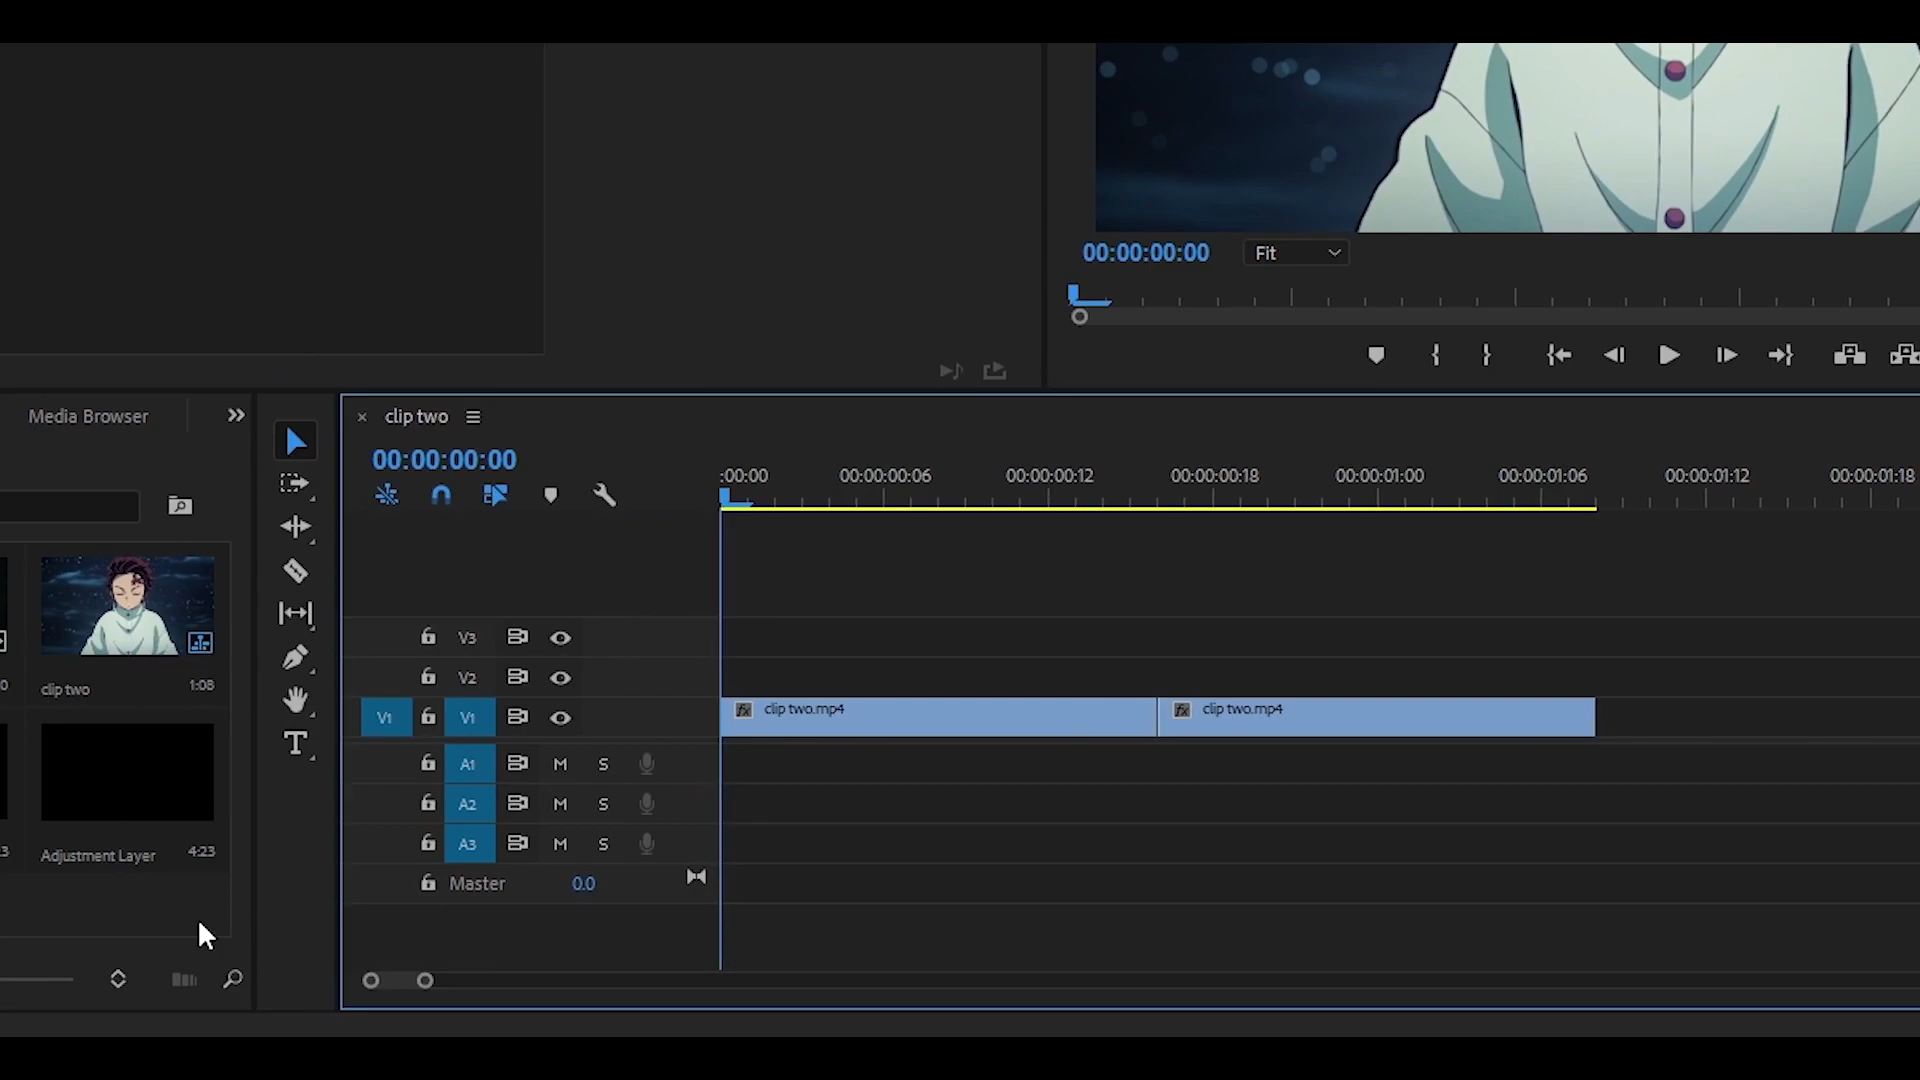 00:00:00:00
Fit
Media Browser
clip two
00:00:00:00
:00:00
00:00:00:06
00:00:00:12
00:00:00:18
00:00:01:00
00:00:01:06
00:00:01:12
00:00:01:18
V3
V2
V1
V1
fx
clip two.mp4
fx
clip two.mp4
clip two
1:08
A1
M
S
A2
M
S
A3
M
S
Adjustment Layer
4:23
Master
0.0